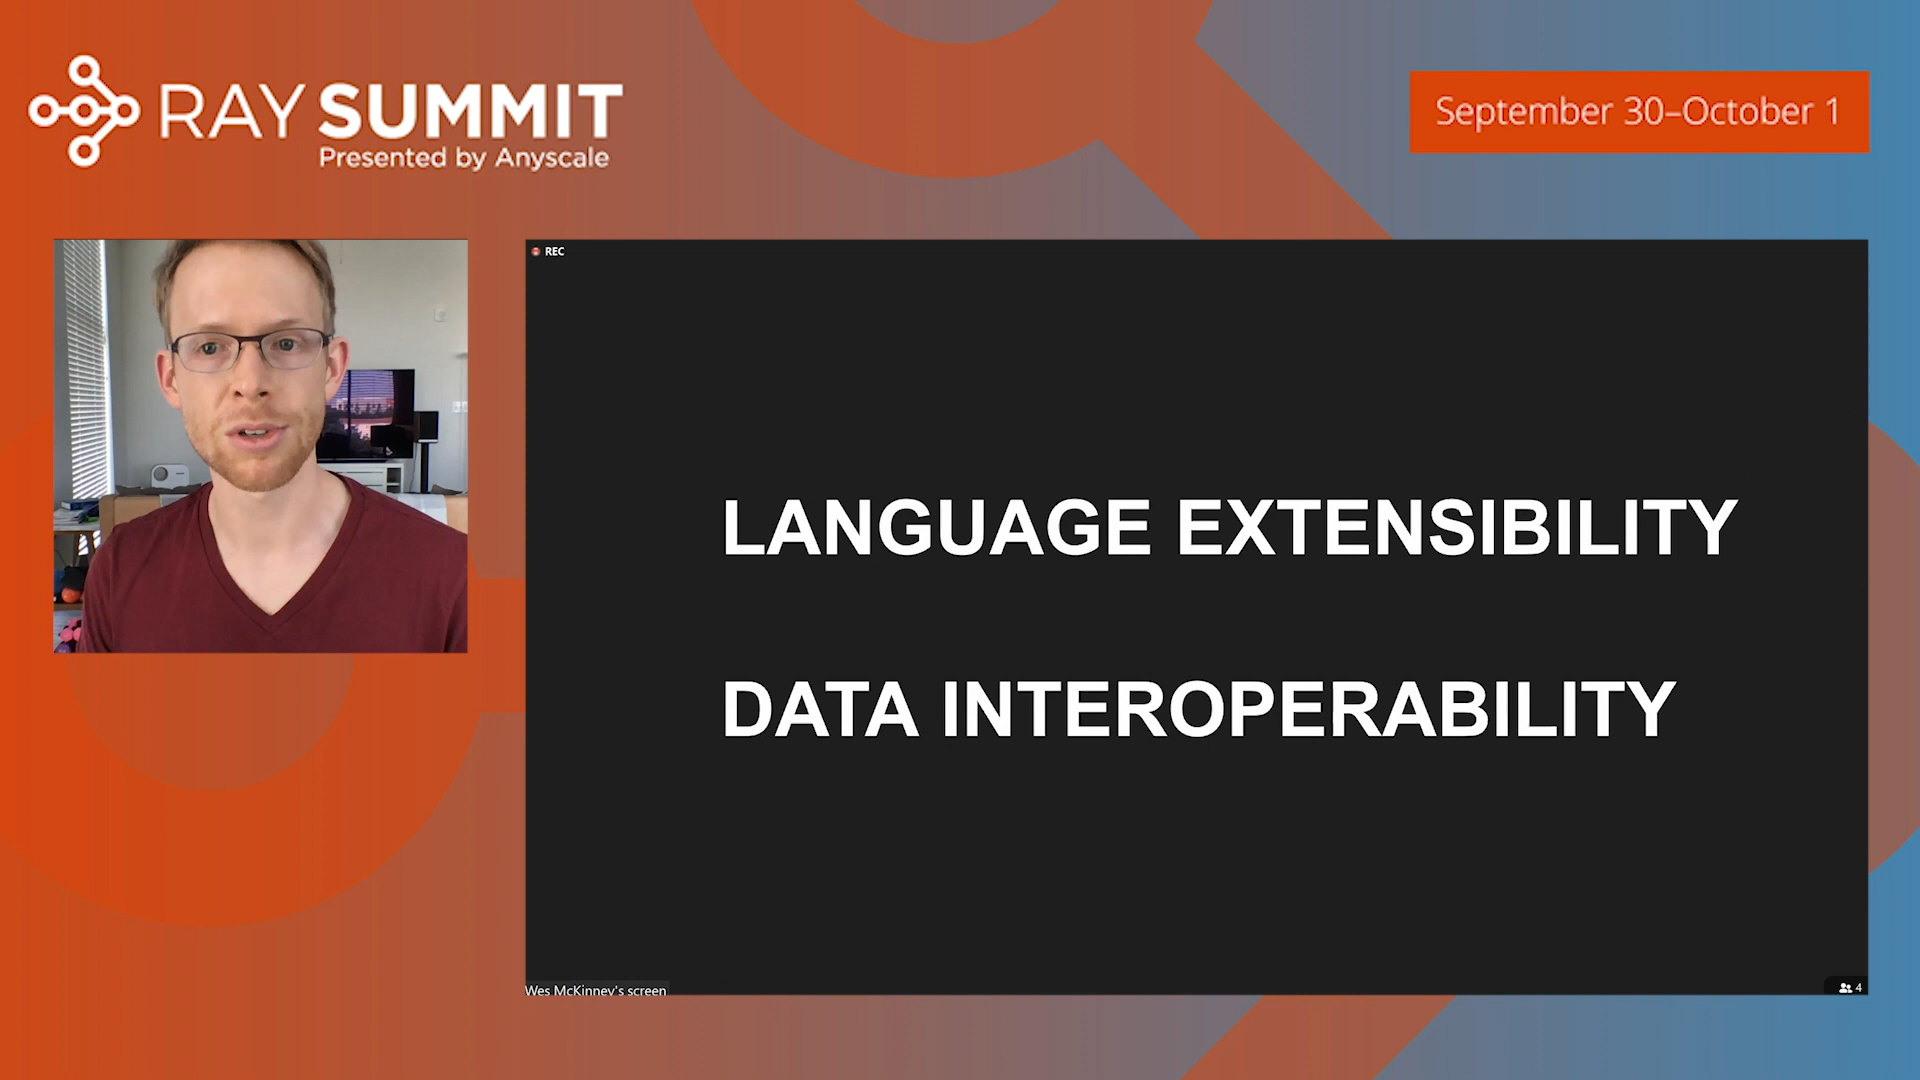 RAY SUMMIT
Presented by Anyscale
September 30–October 1
REC
LANGUAGE EXTENSIBILITY
DATA INTEROPERABILITY
Wes McKinney's screen
4